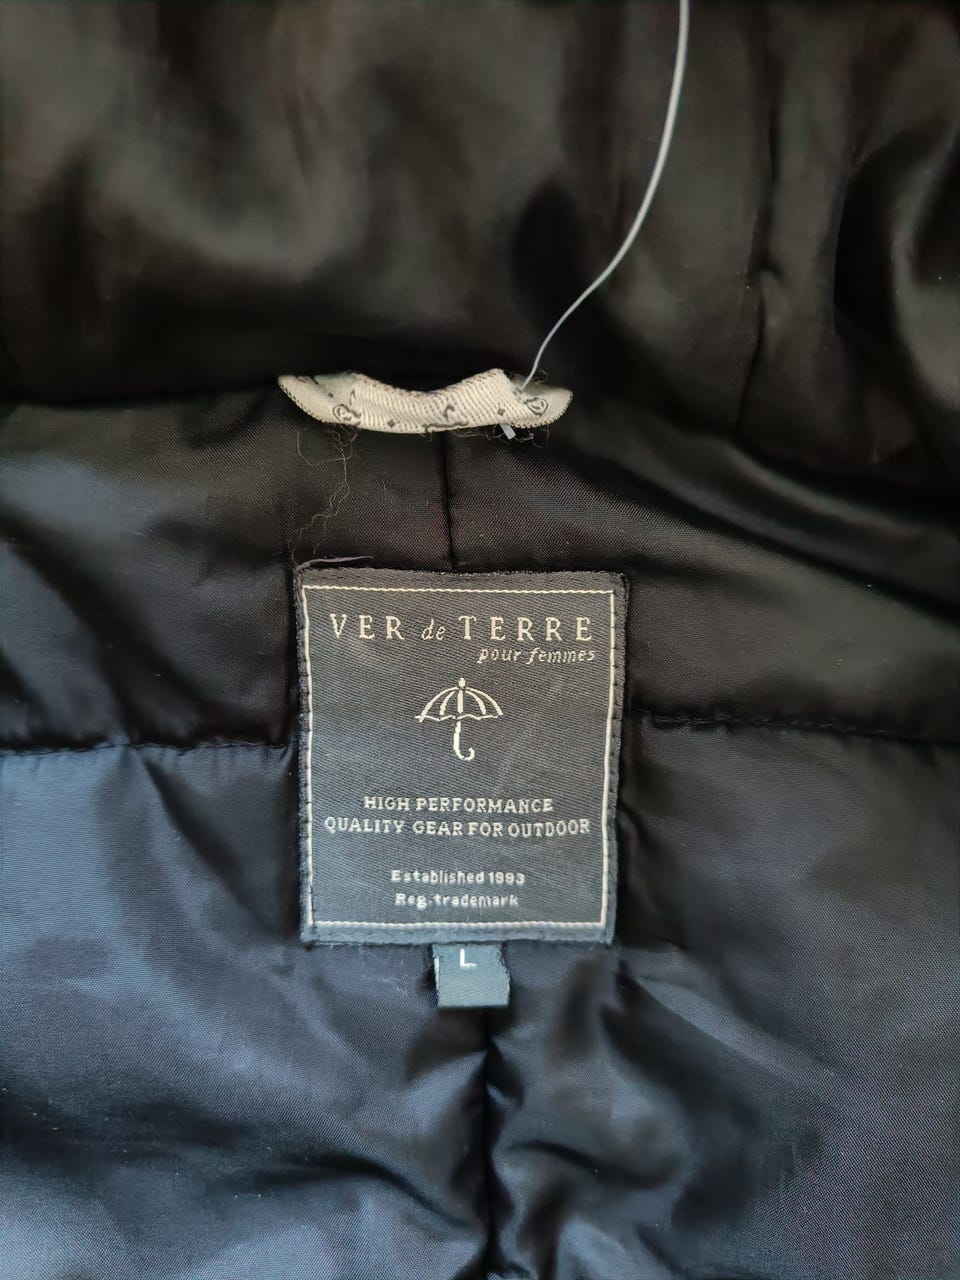 VER de TERRE
pour femmes
HIGH PERFORMANCE
QUALITY GEAR FOR OUTDOOR
Established 1993
Reg. trademark
L